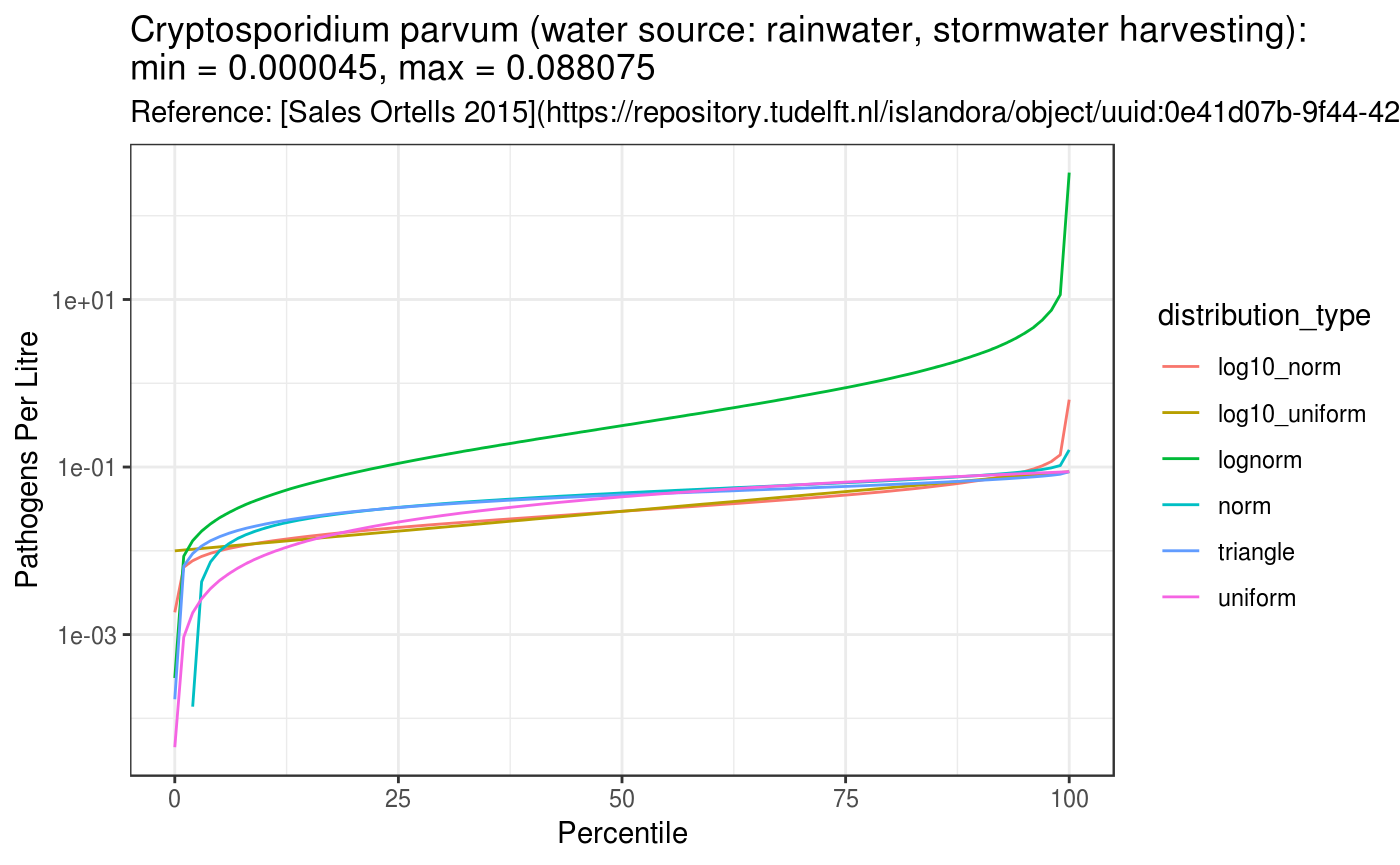 Cryptosporidium parvum (water source: rainwater, stormwater harvesting):
min = 0.000045, max = 0.088075
Reference: [Sales Ortells 2015](https://repository.tudelft.nl/islandora/object/uuid:0e41d07b-9f44-42
Pathogens Per Litre
1e+01
1e-01
1e-03
0
25
50
75
100
Percentile
distribution_type
log10_norm
log10_uniform
lognorm
norm
triangle
uniform